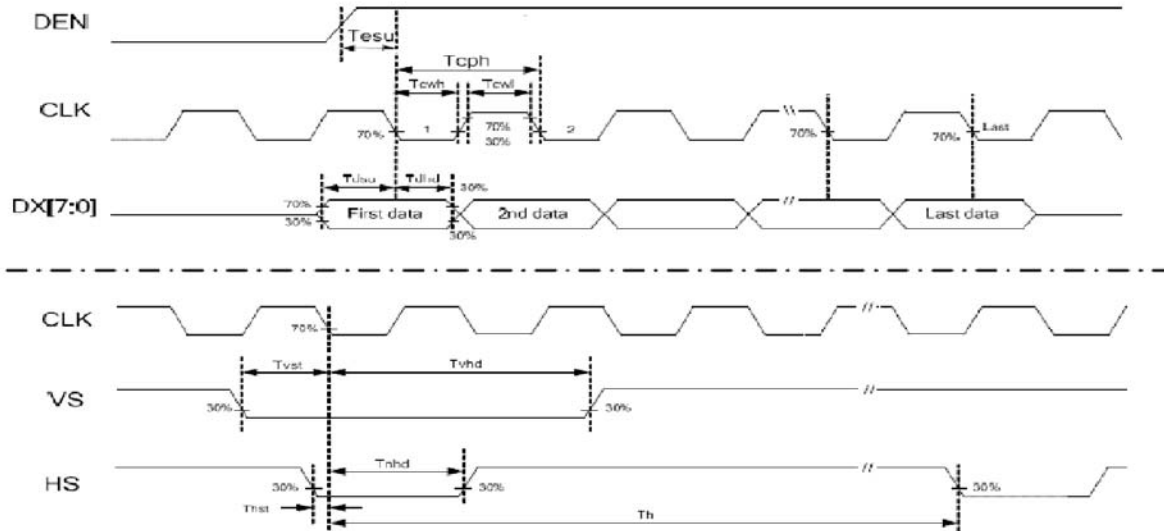 DEN
Tesu
Tcph
Tcwh Tcwl
CLK
70% 1 70% 30% 2 70% 70% Last
Tdsu Tdhd
DX[7:0]
70% 30%
30% First data 30% 2nd data Last data
CLK
70%
Tvst Tvhd
VS
30% 30%
Thhd
HS
30% 30% 30%
Thst
Th